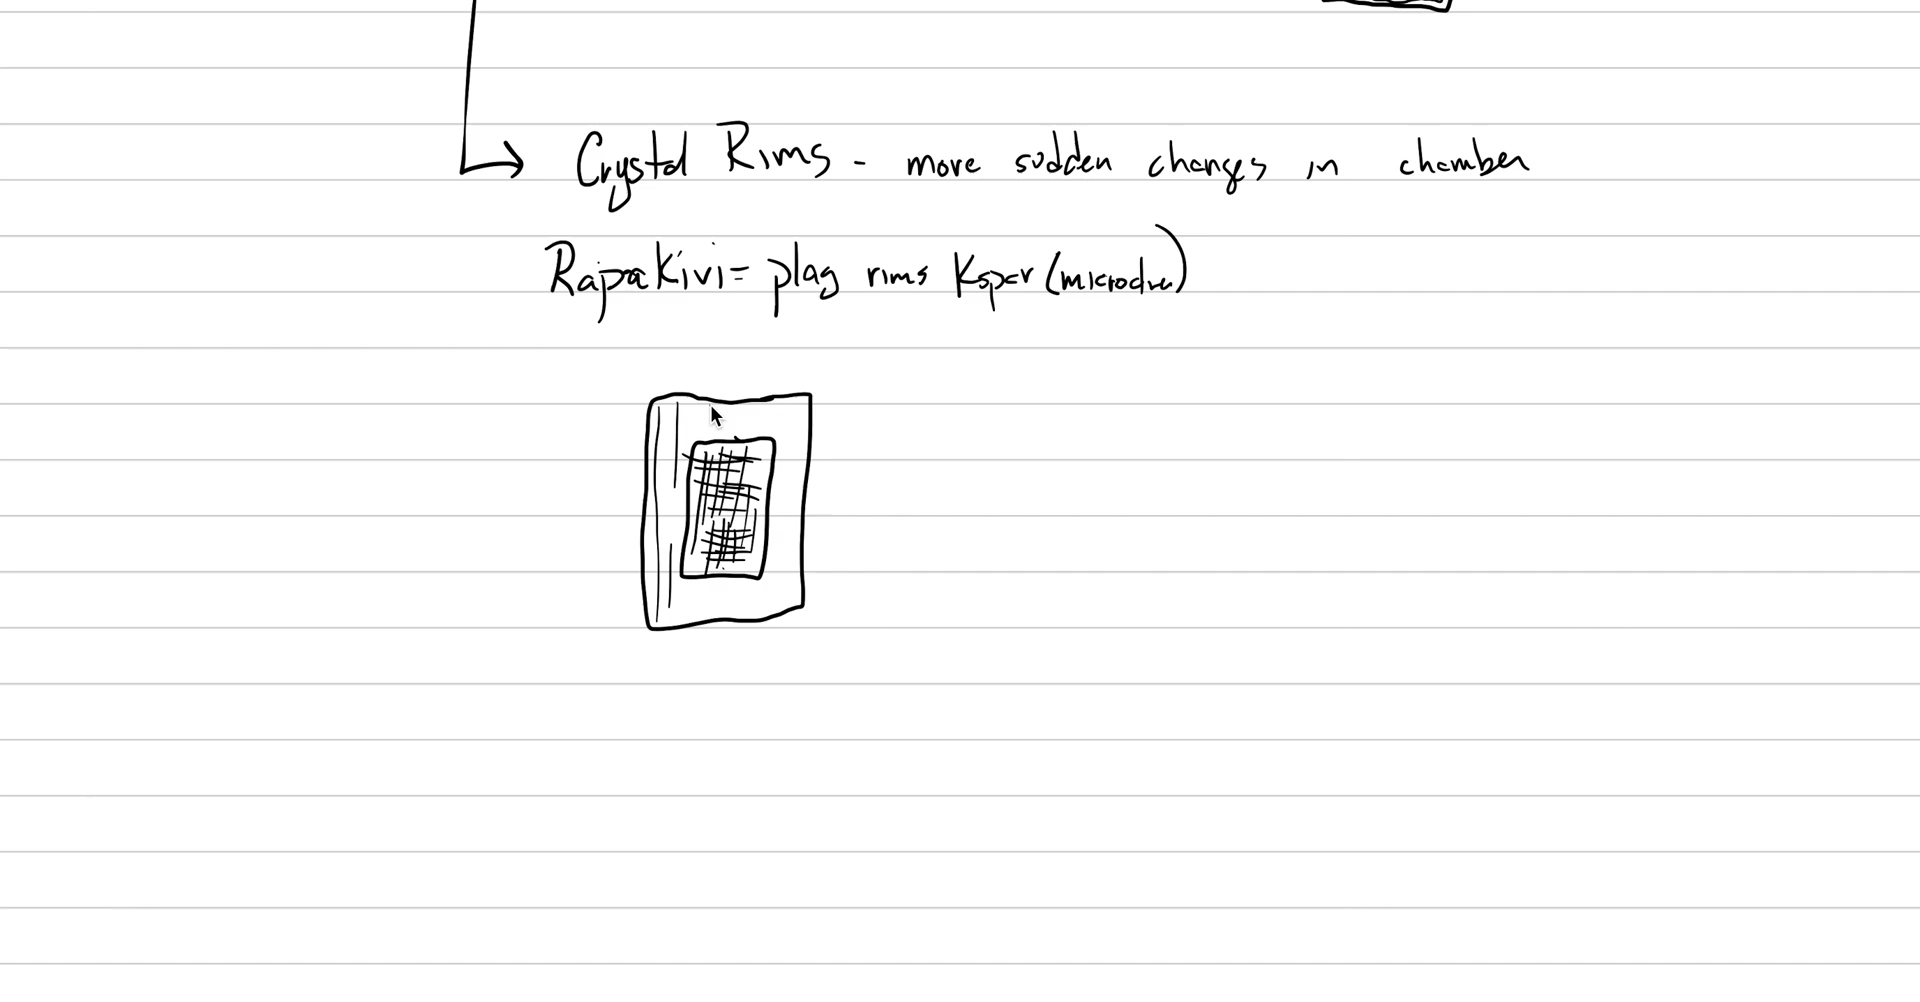 Crystal Rims - more sudden changes in chamber
Rapakivi = plag rims Kspar (microcline)